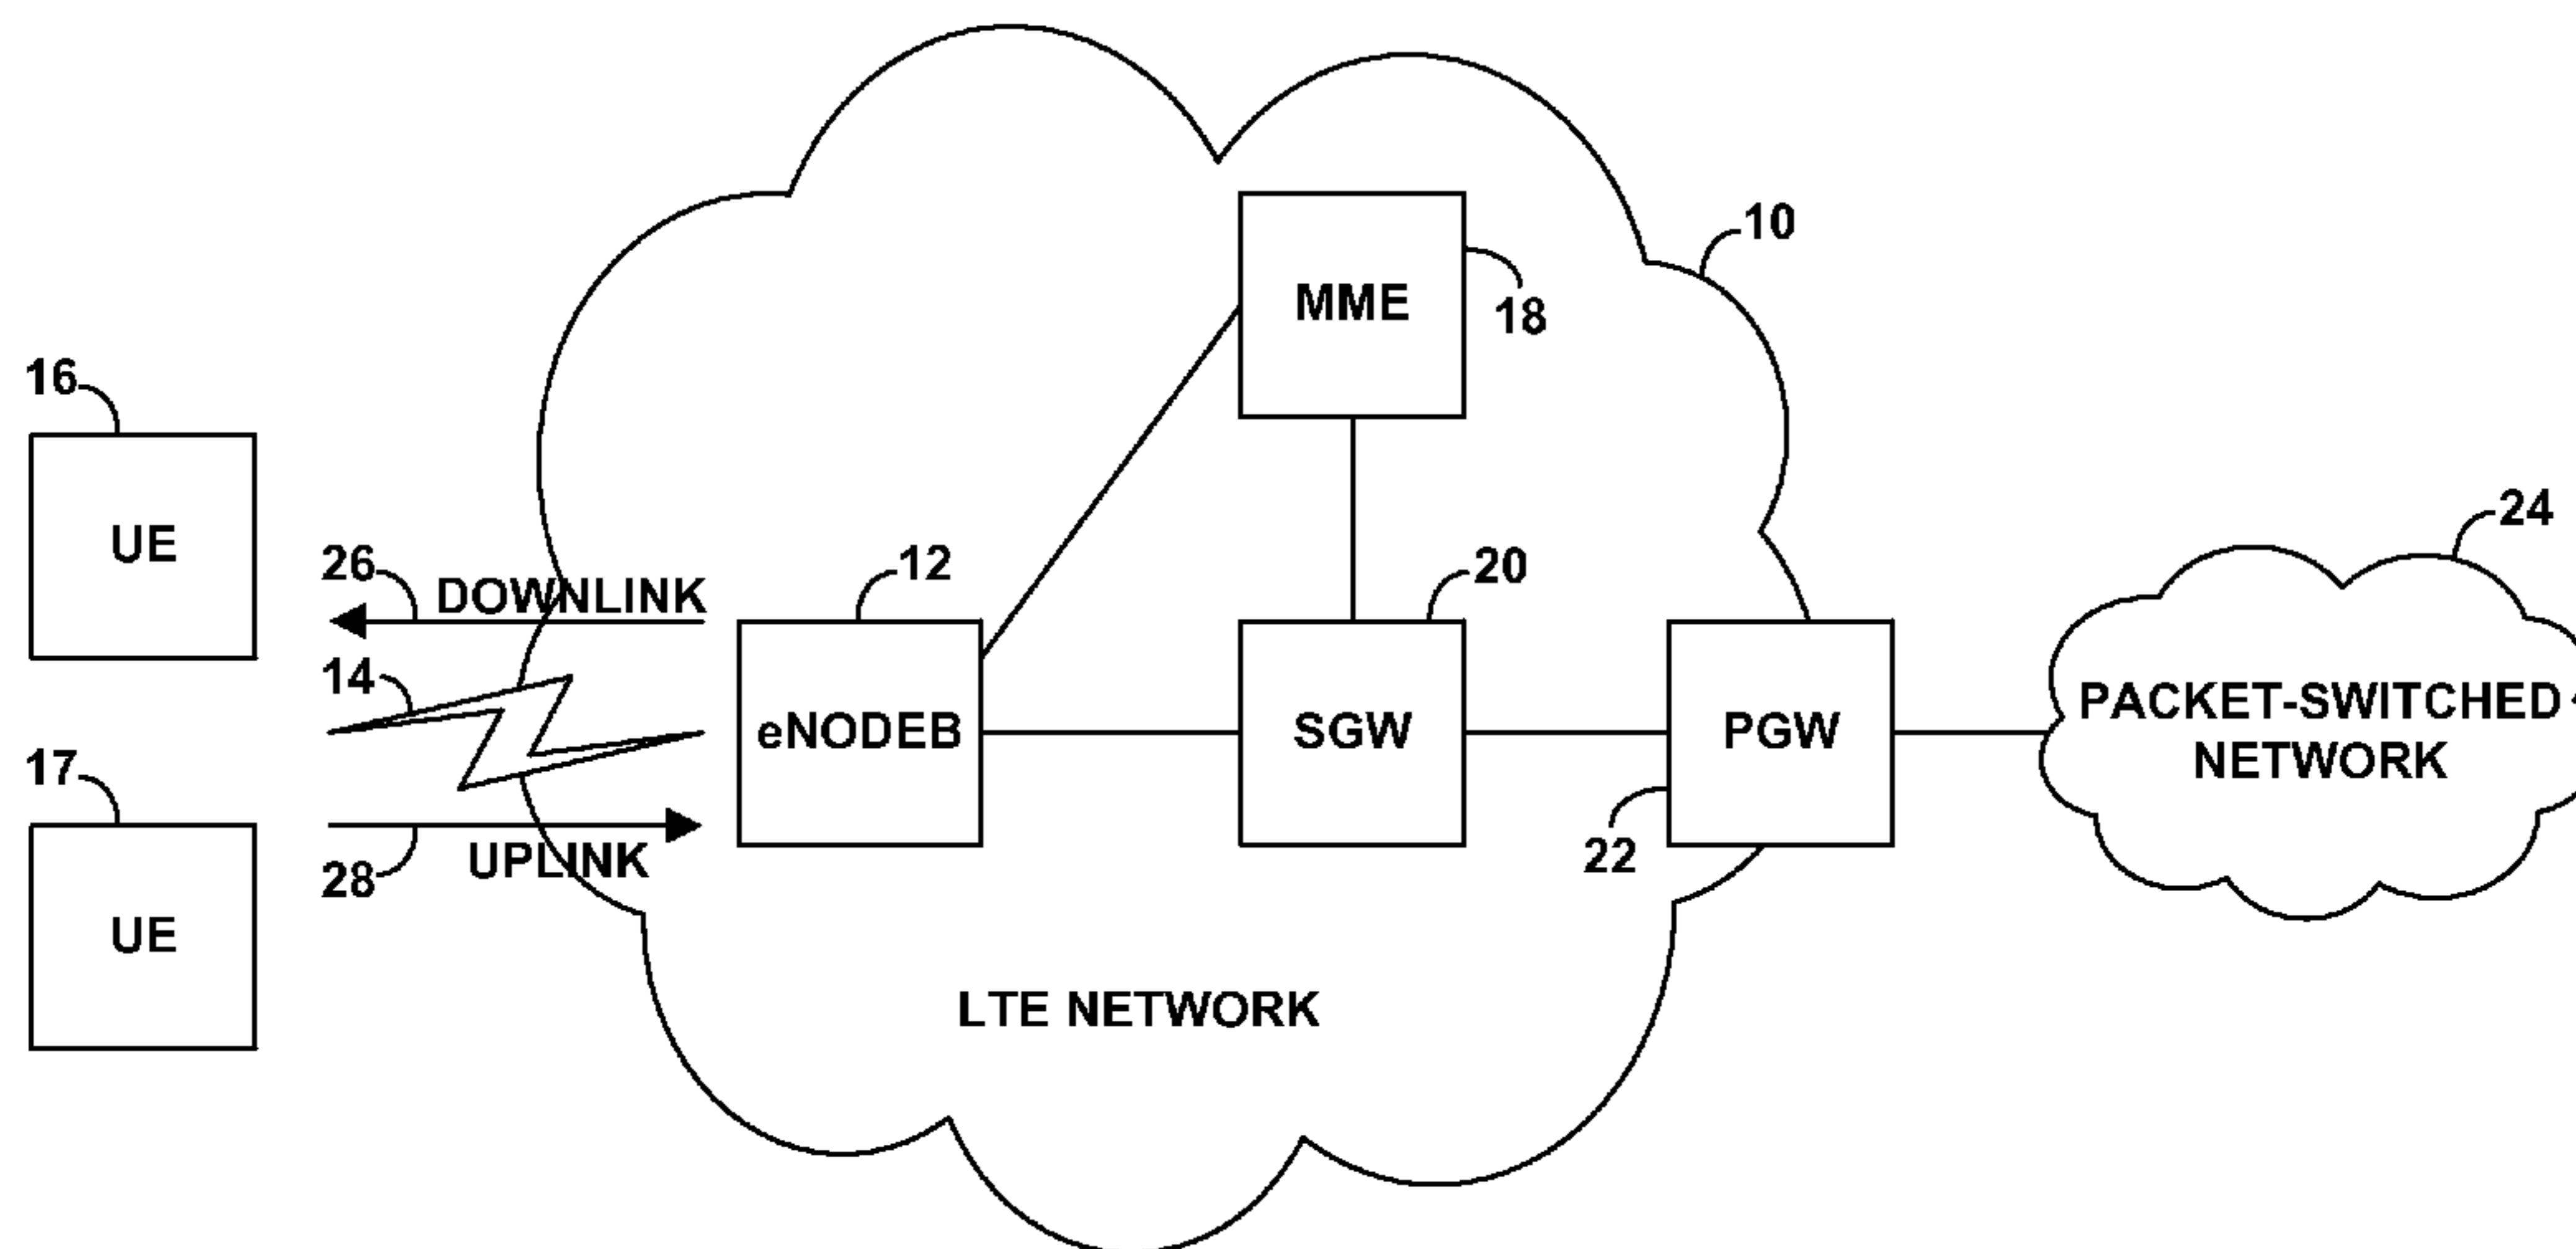 10
MME
18
16
UE
24
26
DOWNLINK
12
20
14
eNODEB
SGW
PGW
PACKET-SWITCHED
NETWORK
17
UE
28
UPLINK
22
LTE NETWORK